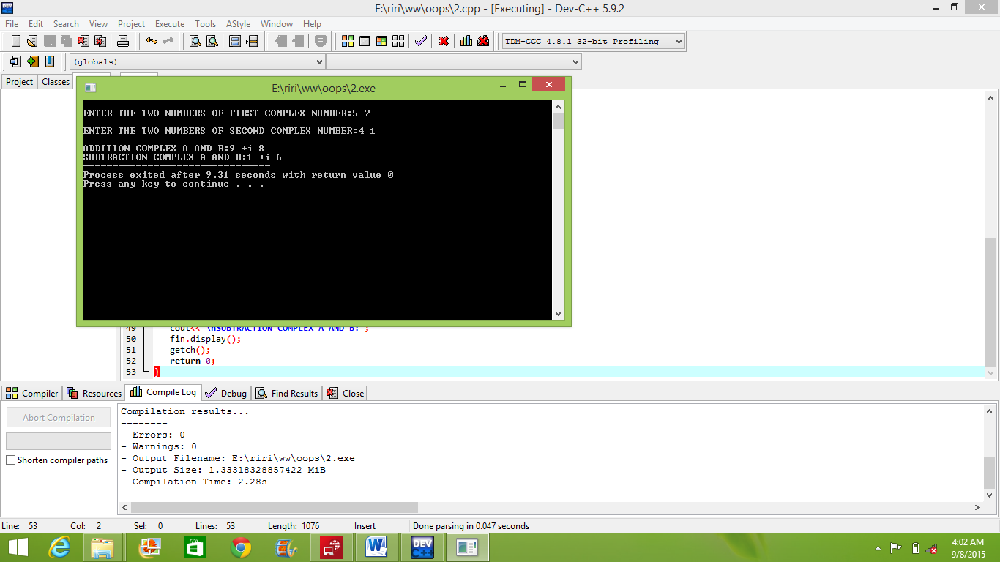 E:\riri\ww\oops\2.cpp - [Executing] - Dev-C++ 5.9.2
File Edit Search View Project Execute Tools AStyle Window Help
TDM-GCC 4.8.1 32-bit Profiling
(globals)
Project Classes
E:\riri\ww\oops\2.exe
ENTER THE TWO NUMBERS OF FIRST COMPLEX NUMBER:5 7
ENTER THE TWO NUMBERS OF SECOND COMPLEX NUMBER:4 1
ADDITION COMPLEX A AND B:9 +i 8
SUBTRACTION COMPLEX A AND B:1 +i 6
--------------------------------
Process exited after 9.31 seconds with return value 0
Press any key to continue . . .
49 cout<<"\nSUBTRACTION COMPLEX A AND B:";
50 fin.display();
51 getch();
52 return 0;
53 }
Compiler Resources Compile Log Debug Find Results Close
Abort Compilation
Shorten compiler paths
Compilation results...
--------
- Errors: 0
- Warnings: 0
- Output Filename: E:\riri\ww\oops\2.exe
- Output Size: 1.33318328857422 MiB
- Compilation Time: 2.28s
Line: 53 Col: 2 Sel: 0 Lines: 53 Length: 1076 Insert Done parsing in 0.047 seconds
DEV C++
4:02 AM
9/8/2015